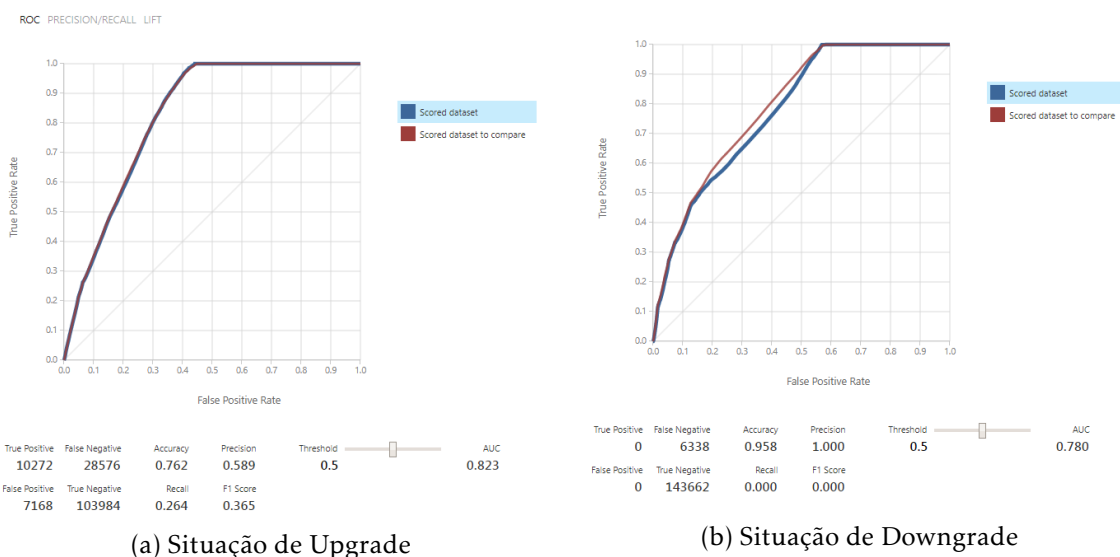 ROC PRECISION/RECALL LIFT
1.0
0.9
0.8
0.7
0.6
0.5
0.4
0.3
0.2
0.1
0.0
True Positive Rate
0.0 0.1 0.2 0.3 0.4 0.5 0.6 0.7 0.8 0.9 1.0
False Positive Rate
Scored dataset
Scored dataset to compare
True Positive False Negative Accuracy Precision Threshold AUC
10272 28576 0.762 0.589 0.5 0.823
False Positive True Negative Recall F1 Score
7168 103984 0.264 0.365
(a) Situação de Upgrade
1.0
0.9
0.8
0.7
0.6
0.5
0.4
0.3
0.2
0.1
0.0
True Positive Rate
0.0 0.1 0.2 0.3 0.4 0.5 0.6 0.7 0.8 0.9 1.0
False Positive Rate
Scored dataset
Scored dataset to compare
True Positive False Negative Accuracy Precision Threshold AUC
0 6338 0.958 1.000 0.5 0.780
False Positive True Negative Recall F1 Score
0 143662 0.000 0.000
(b) Situação de Downgrade